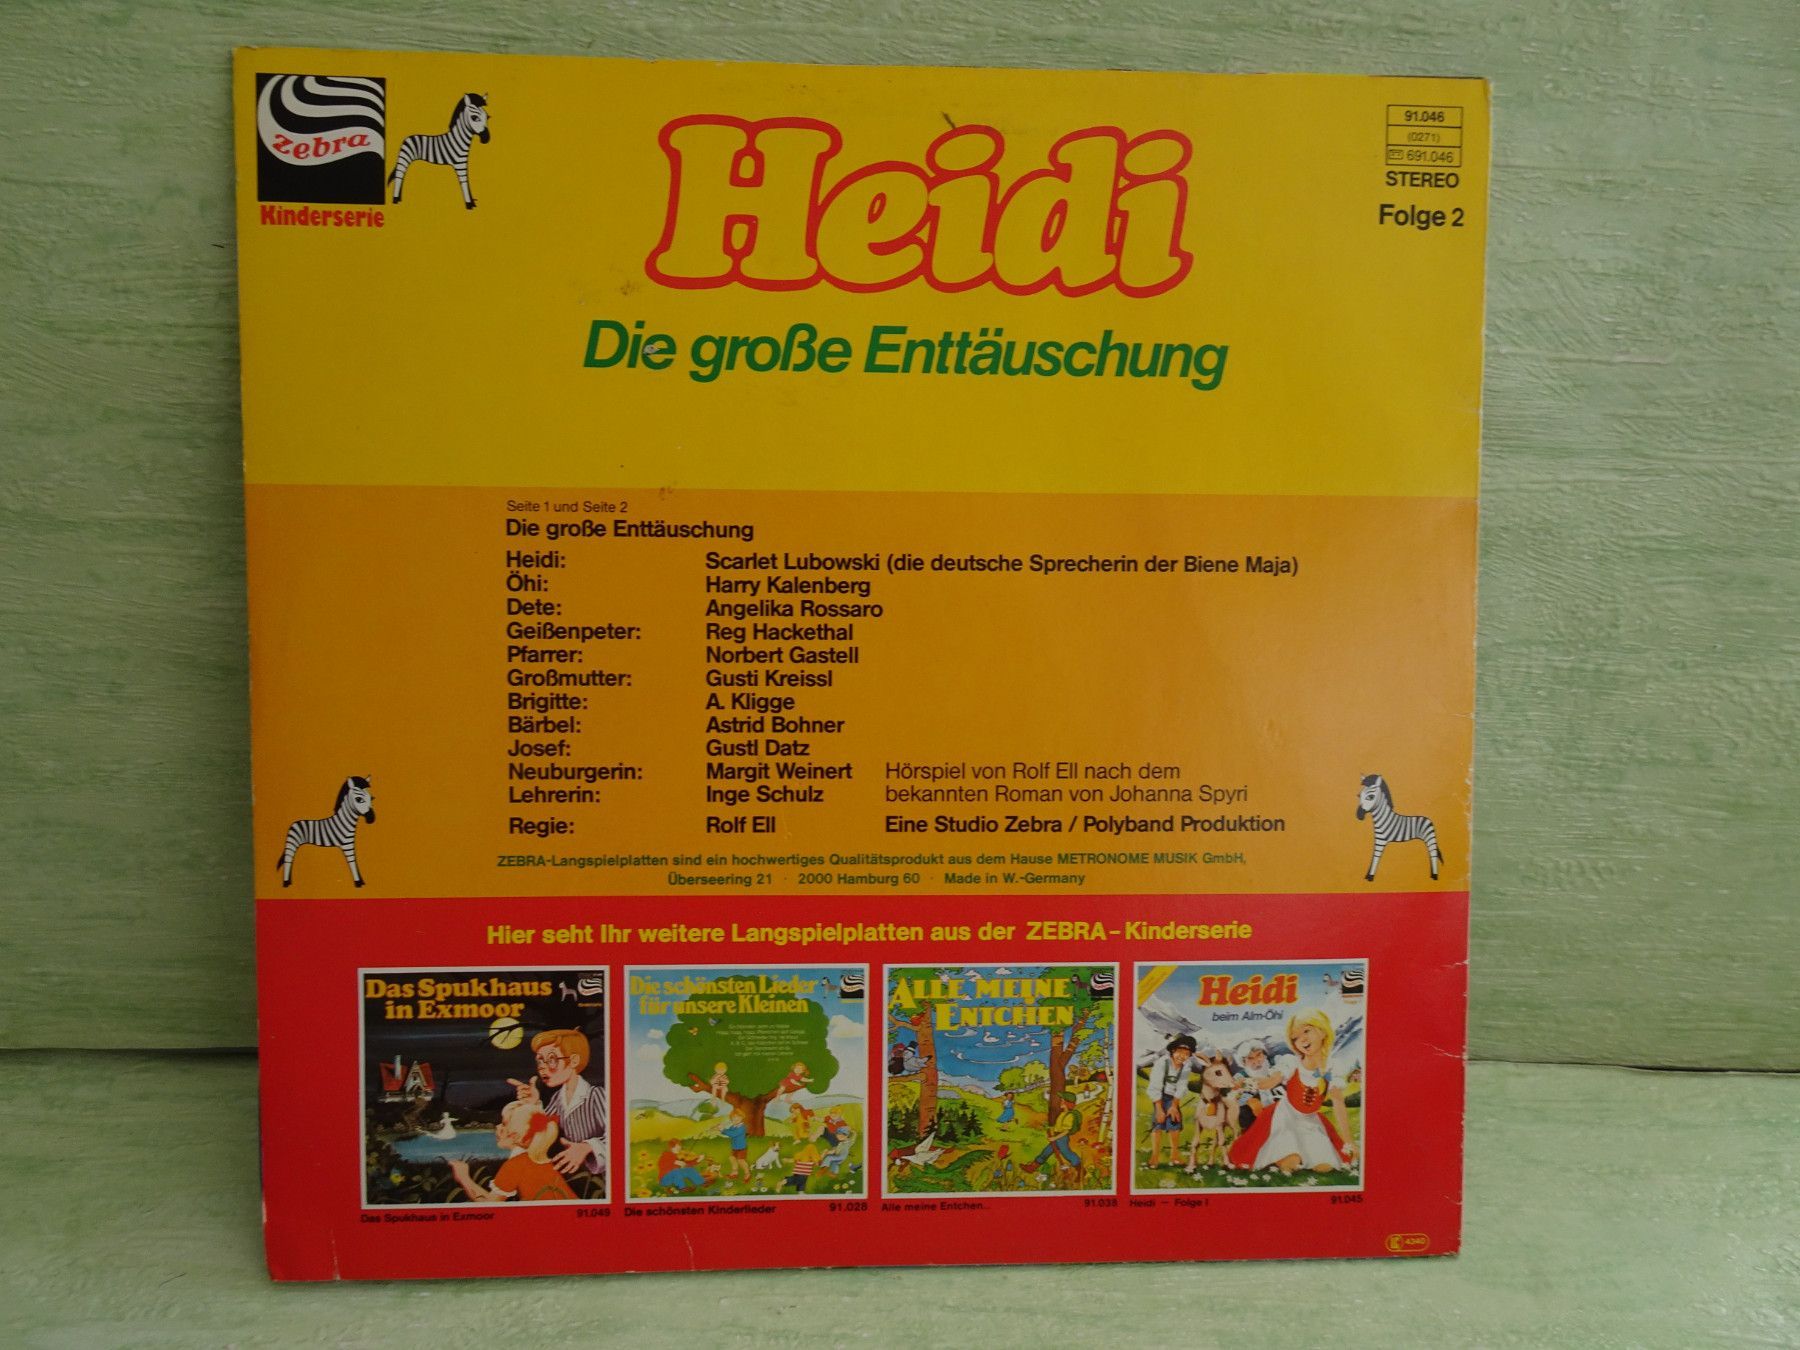 zebra
Kinderserie
Heidi
Die große Enttäuschung
91.046
(0271)
691.046
STEREO
Folge 2
Seite 1 und Seite 2
Die große Enttäuschung
Heidi: Scarlet Lubowski (die deutsche Sprecherin der Biene Maja)
Öhi: Harry Kalenberg
Dete: Angelika Rossaro
Geißenpeter: Reg Hackethal
Pfarrer: Norbert Gastell
Großmutter: Gusti Kreissl
Brigitte: A. Kligge
Bärbel: Astrid Bohner
Josef: Gustl Datz
Neuburgerin: Margit Weinert Hörspiel von Rolf Ell nach dem
Lehrerin: Inge Schulz bekannten Roman von Johanna Spyri
Regie: Rolf Ell Eine Studio Zebra / Polyband Produktion
ZEBRA-Langspielplatten sind ein hochwertiges Qualitätsprodukt aus dem Hause METRONOME MUSIK GmbH,
Überseering 21 · 2000 Hamburg 60 · Made in W.-Germany
Hier seht Ihr weitere Langspielplatten aus der ZEBRA-Kinderserie
Das Spukhaus
in Exmoor
Das Spukhaus in Exmoor 91.049
Die schönsten Lieder
für unsere Kleinen
Die schönsten Kinderlieder 91.028
ALLE MEINE
ENTCHEN
Alle meine Entchen... 91.038
Heidi
beim Alm-Öhi
Heidi - Folge I 91.045
4340